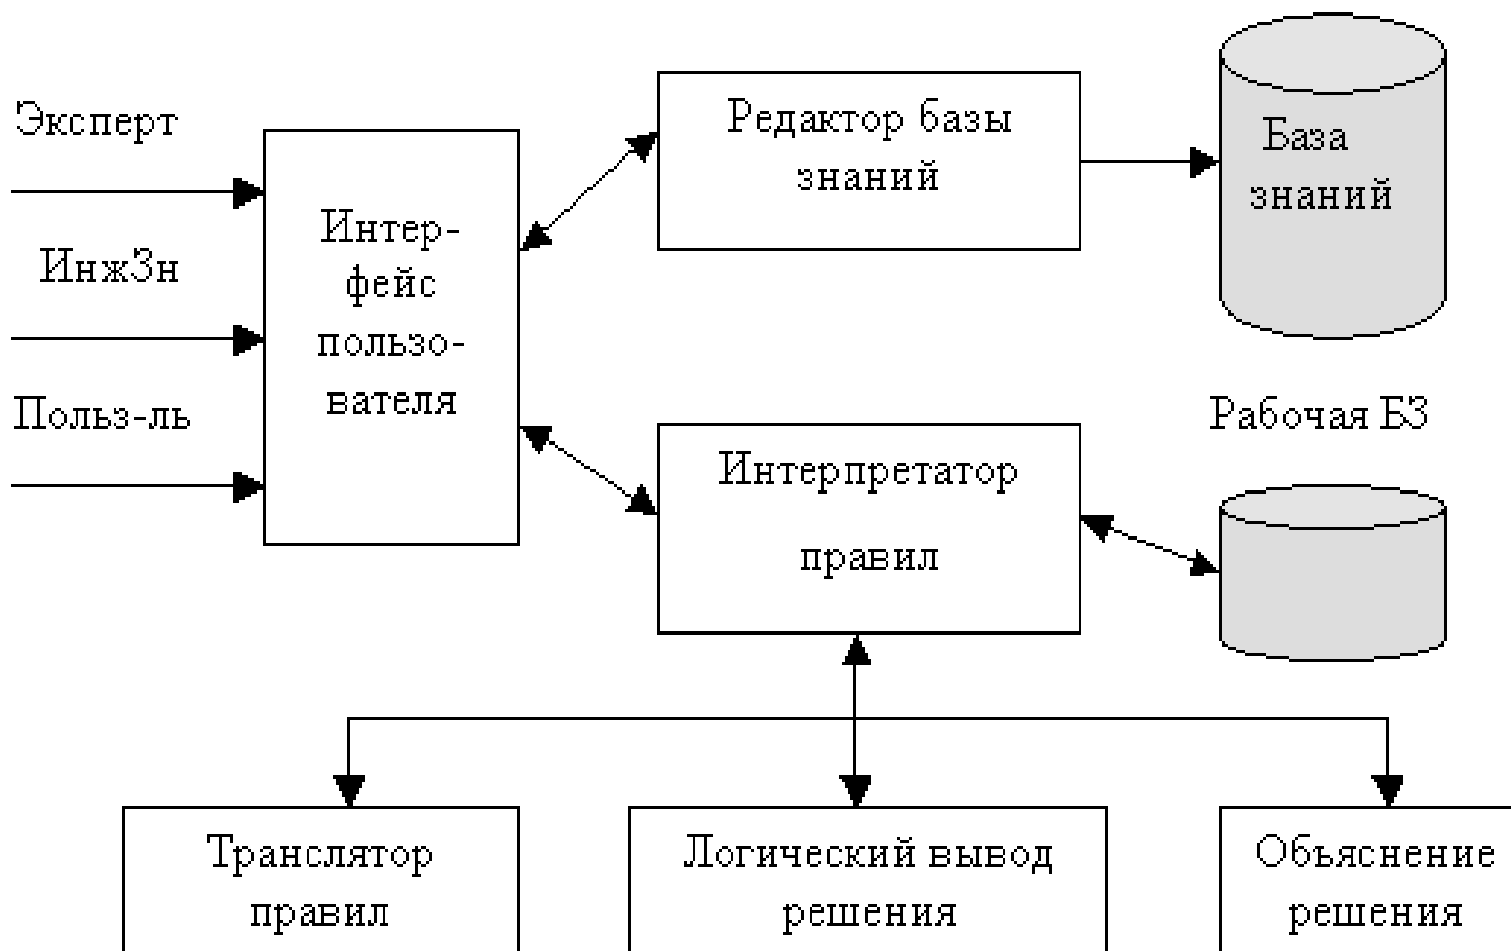 Эксперт
ИнжЗн
Польз-ль
Интер-
фейс
пользо-
вателя
Редактор базы
знаний
База
знаний
Рабочая БЗ
Интерпретатор
правил
Транслятор
правил
Логический вывод
решения
Обьяснение
решения